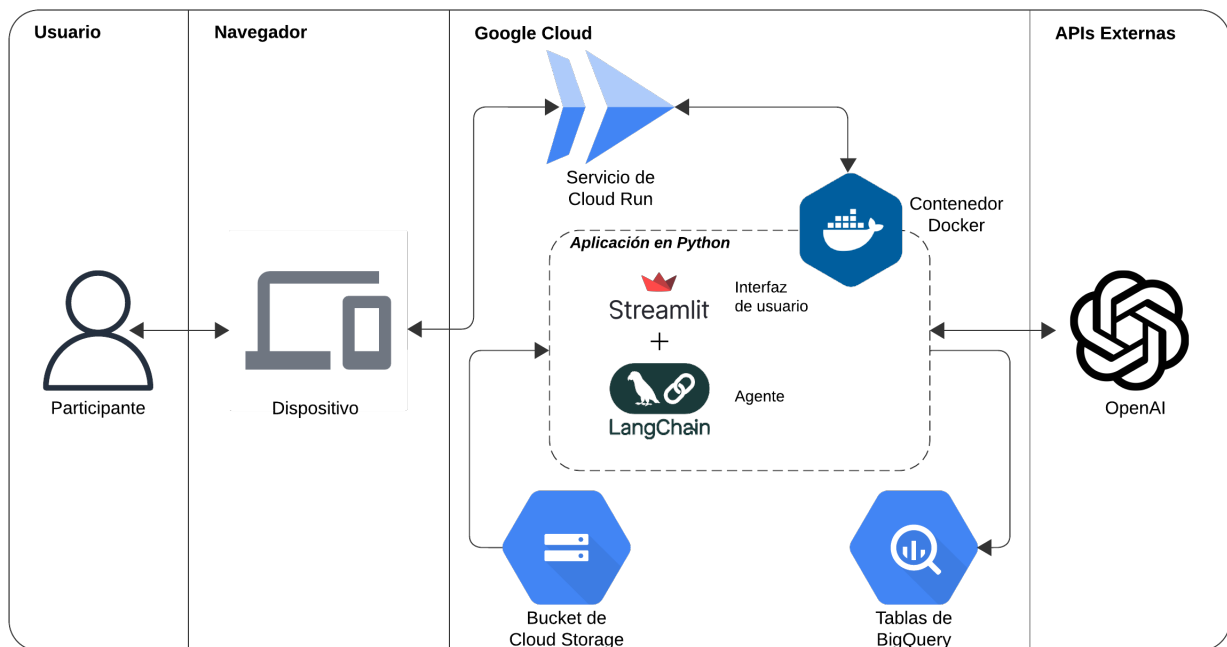 Usuario
Navegador
Google Cloud
APIs Externas
Servicio de
Cloud Run
Contenedor
Docker
Aplicación en Python
Streamlit
Interfaz
de usuario
+
LangChain
Agente
Participante
Dispositivo
OpenAI
Bucket de
Cloud Storage
Tablas de
BigQuery